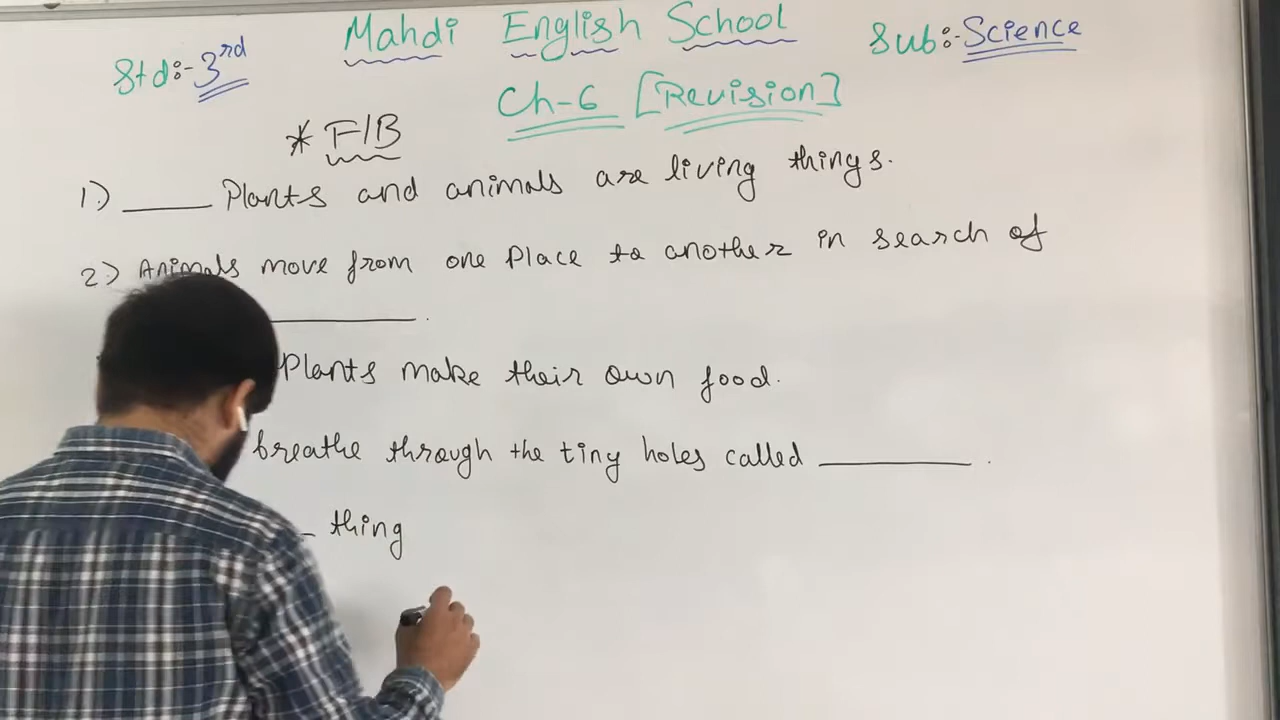 Mahdi English School
Std:- 3rd
Sub:- Science
Ch-6 [Revision]
* F/B
1.) ____ Plants and animals are living things.
2.) Animals move from one Place to another in search of
________ .
Plants make their own food.
breathe through the tiny holes called ________ .
_ thing